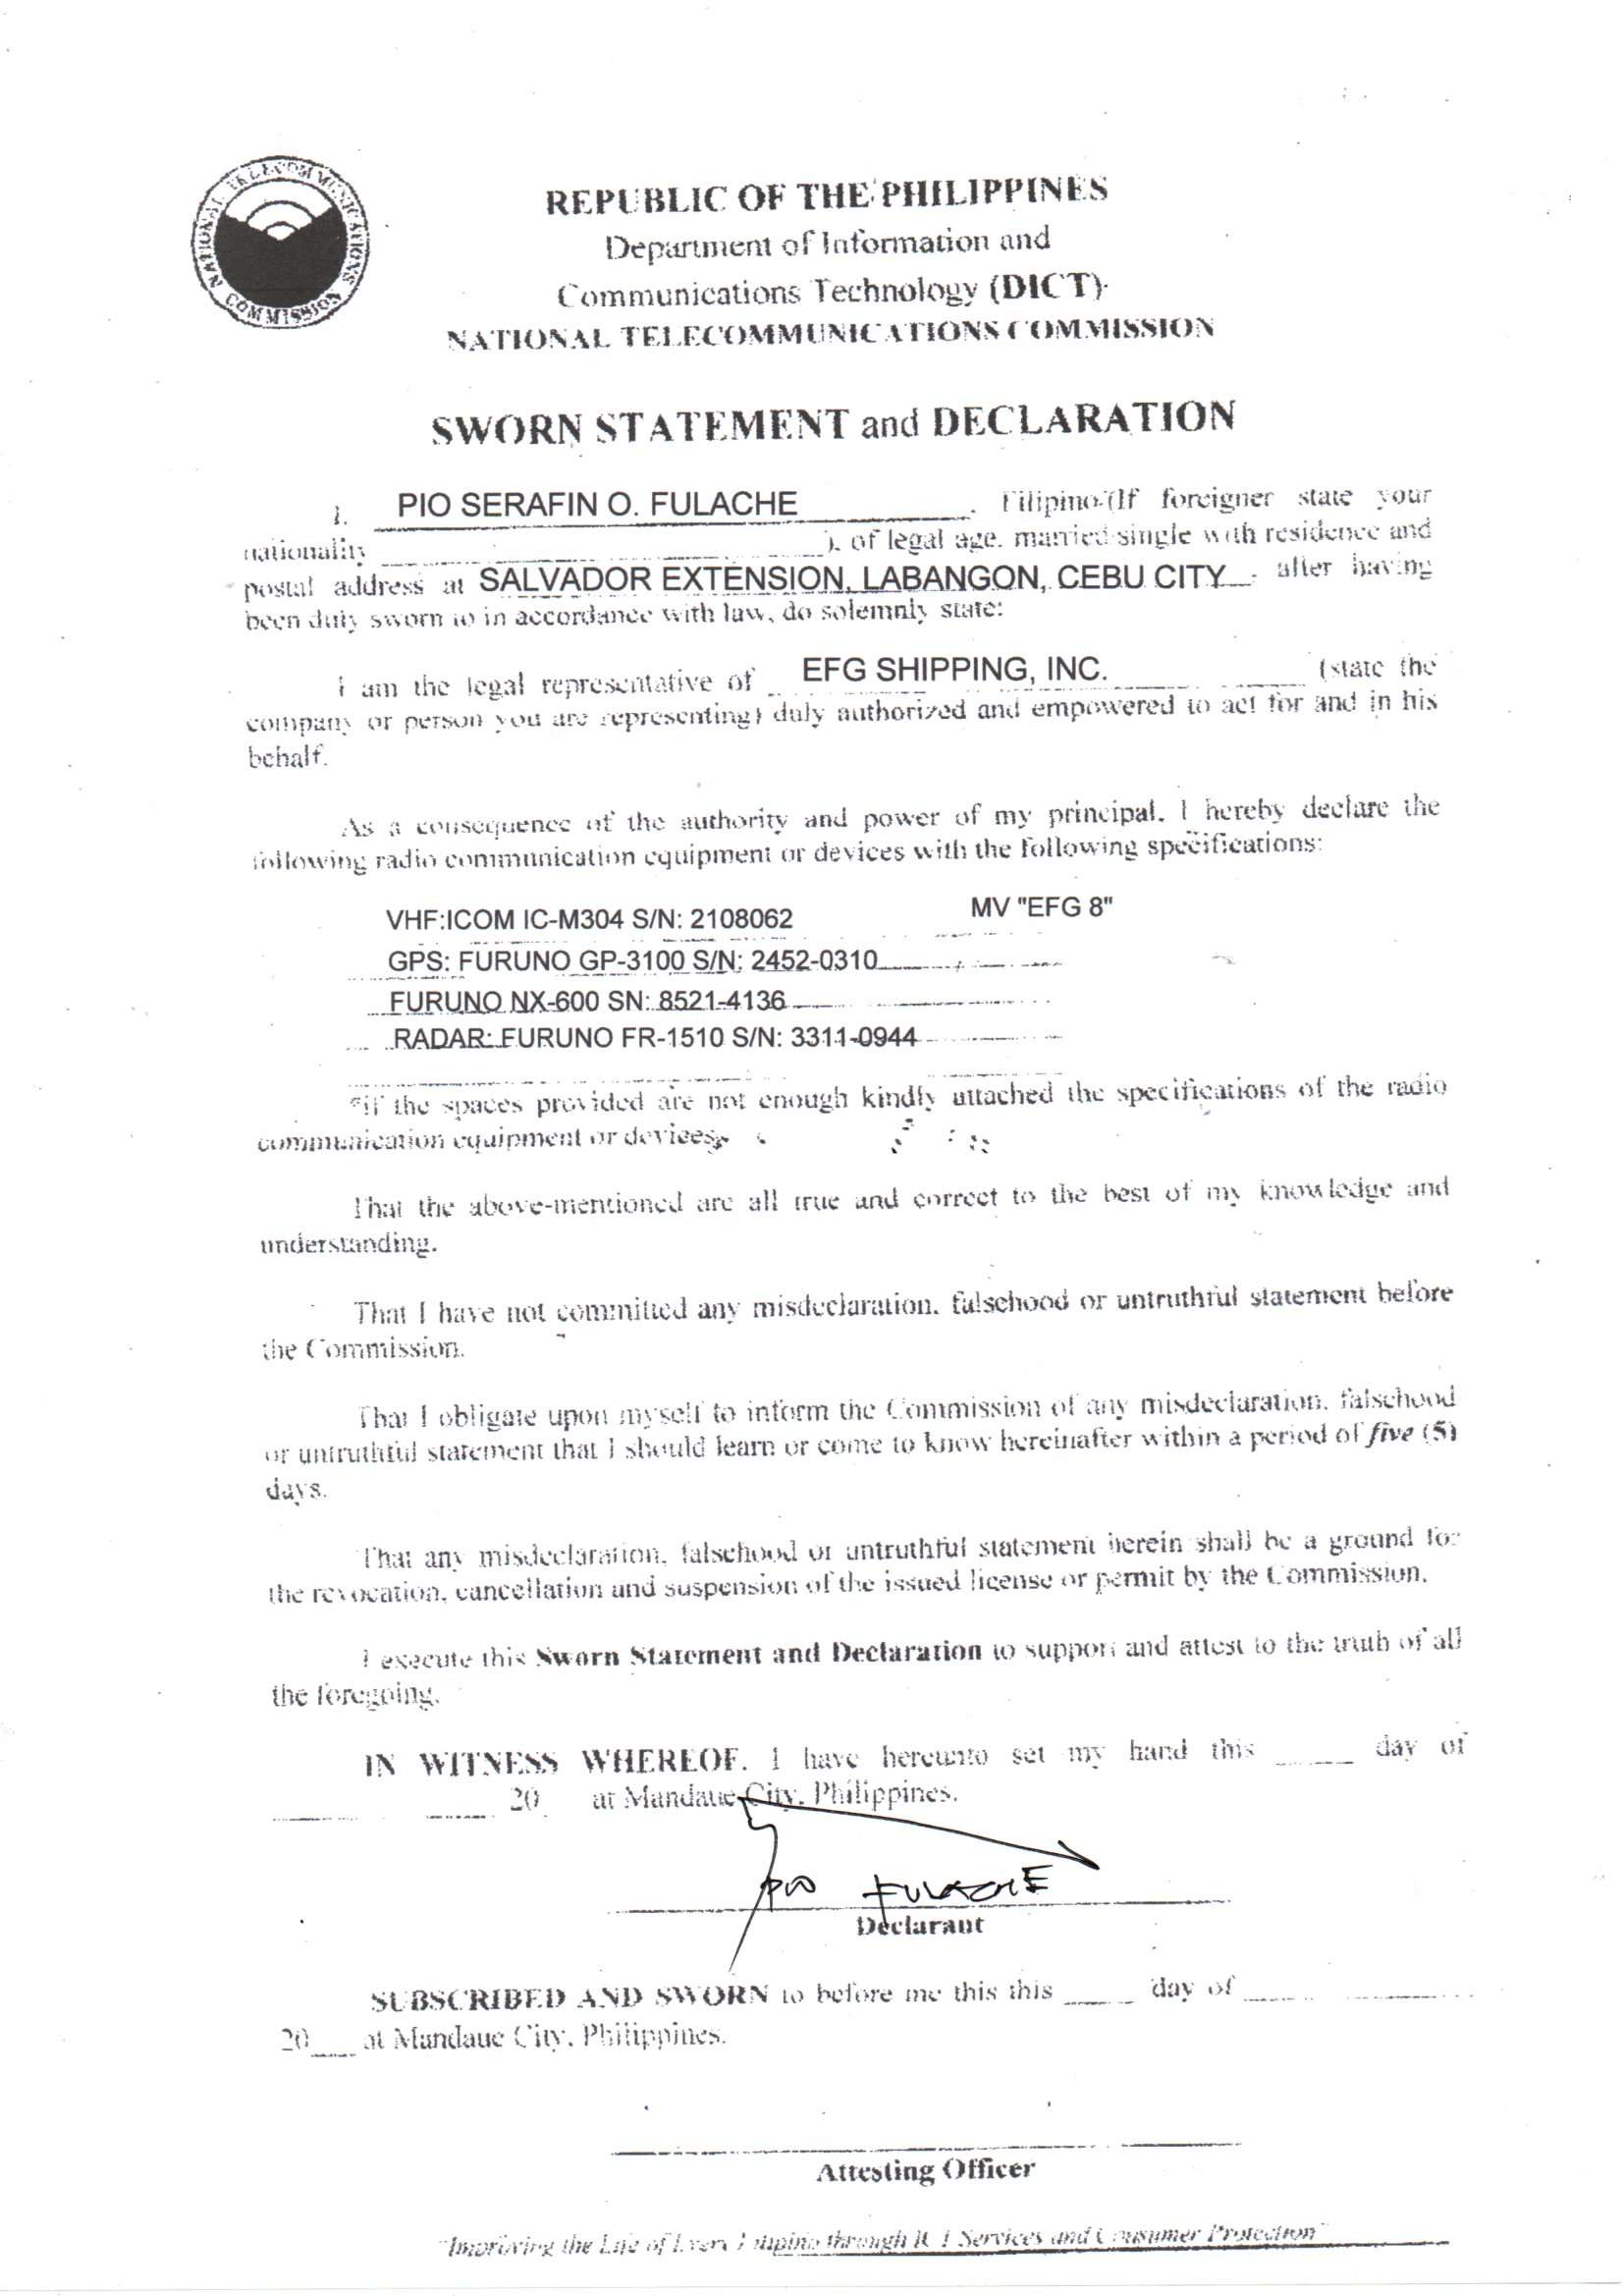 NATIONAL TELECOMMUNICATIONS COMMISSION
REPUBLIC OF THE PHILIPPINES
Department of Information and
Communications Technology (DICT)
NATIONAL TELECOMMUNICATIONS COMMISSION
SWORN STATEMENT and DECLARATION
I, PIO SERAFIN O. FULACHE, Filipino (If foreigner state your
nationality ), of legal age, married/single with residence and
postal address at SALVADOR EXTENSION, LABANGON, CEBU CITY, after having
been duly sworn to in accordance with law, do solemnly state:
I am the legal representative of EFG SHIPPING, INC. (state the
company or person you are representing) duly authorized and empowered to act for and in his
behalf.
As a consequence of the authority and power of my principal, I hereby declare the
following radio communication equipment or devices with the following specifications:
VHF:ICOM IC-M304 S/N: 2108062 MV "EFG 8"
GPS: FURUNO GP-3100 S/N: 2452-0310
FURUNO NX-600 SN: 8521-4136
RADAR: FURUNO FR-1510 S/N: 3311-0944
*if the spaces provided are not enough kindly attached the specifications of the radio
communication equipment or devices.
That the above-mentioned are all true and correct to the best of my knowledge and
understanding.
That I have not committed any misdeclaration, falsehood or untruthful statement before
the Commission.
That I obligate upon myself to inform the Commission of any misdeclaration, falsehood
or untruthful statement that I should learn or come to know hereinafter within a period of five (5)
days.
That any misdeclaration, falsehood or untruthful statement herein shall be a ground for
the revocation, cancellation and suspension of the issued license or permit by the Commission.
I execute this Sworn Statement and Declaration to support and attest to the truth of all
the foregoing.
IN WITNESS WHEREOF, I have hereunto set my hand this ____ day of
____ 20 at Mandaue City, Philippines.
PIO FULACHE
Declarant
SUBSCRIBED AND SWORN to before me this this ____ day of ____
20___ at Mandaue City, Philippines.
Attesting Officer
"Improving the Life of Every Filipino through ICT Services and Consumer Protection"